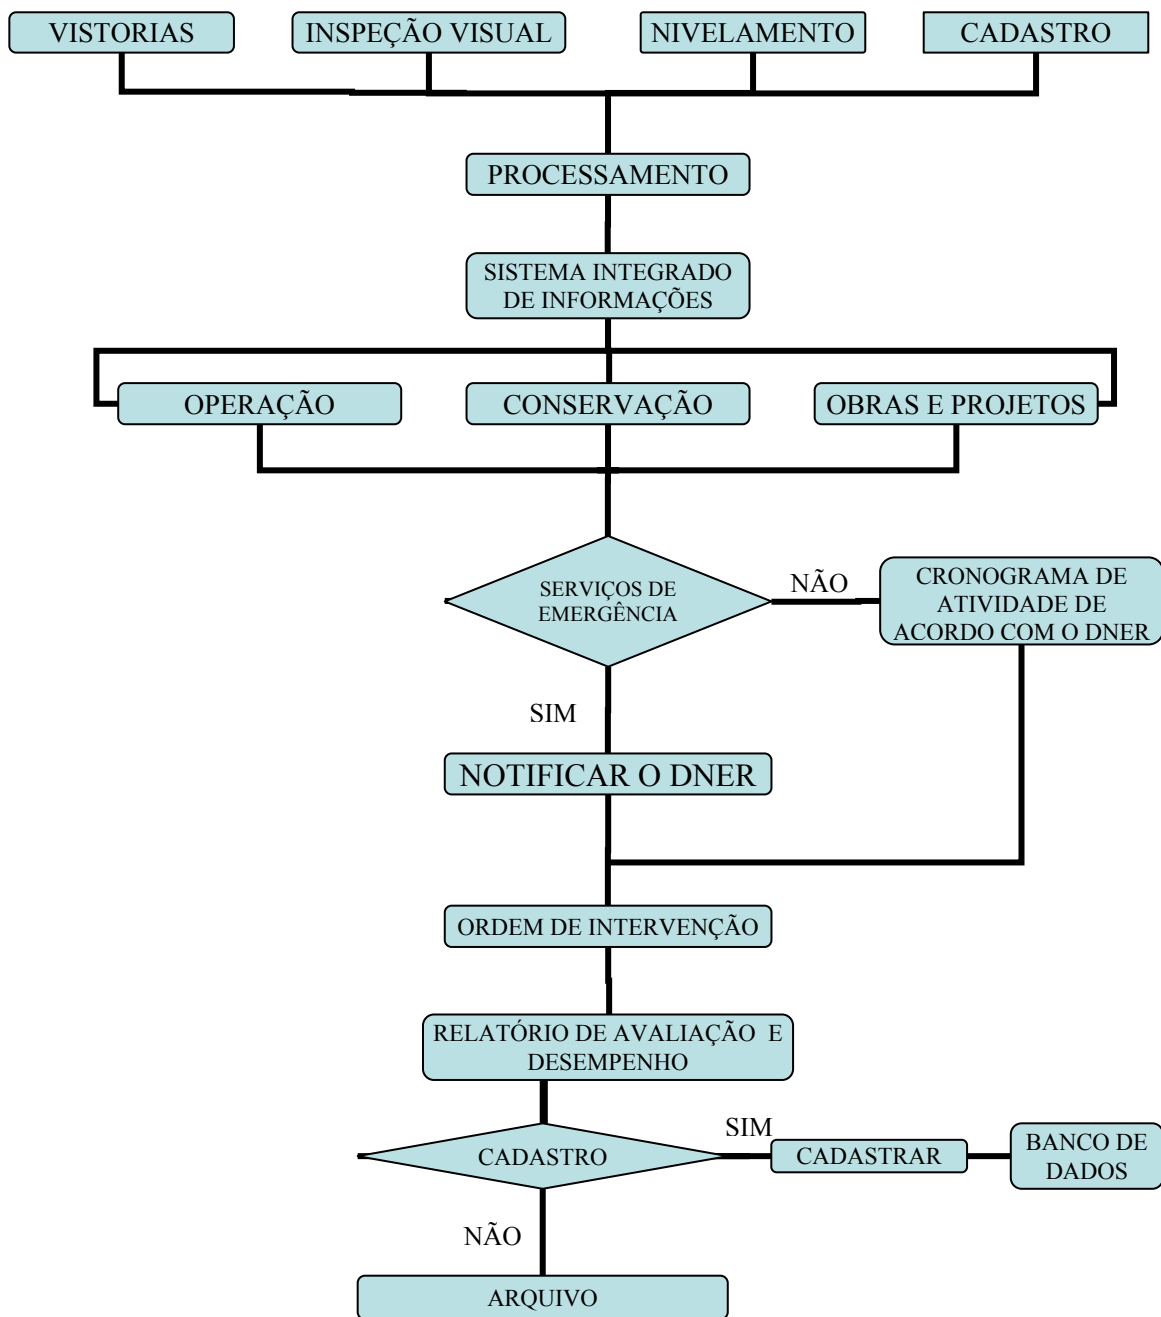 VISTORIAS
INSPEÇÃO VISUAL
NIVELAMENTO
CADASTRO
PROCESSAMENTO
SISTEMA INTEGRADO
DE INFORMAÇÕES
OPERAÇÃO
CONSERVAÇÃO
OBRAS E PROJETOS
SERVIÇOS DE
EMERGÊNCIA
NÃO
CRONOGRAMA DE
ATIVIDADE DE
ACORDO COM O DNER
SIM
NOTIFICAR O DNER
ORDEM DE INTERVENÇÃO
RELATÓRIO DE AVALIAÇÃO E
DESEMPENHO
CADASTRO
SIM
CADASTRAR
BANCO DE
DADOS
NÃO
ARQUIVO